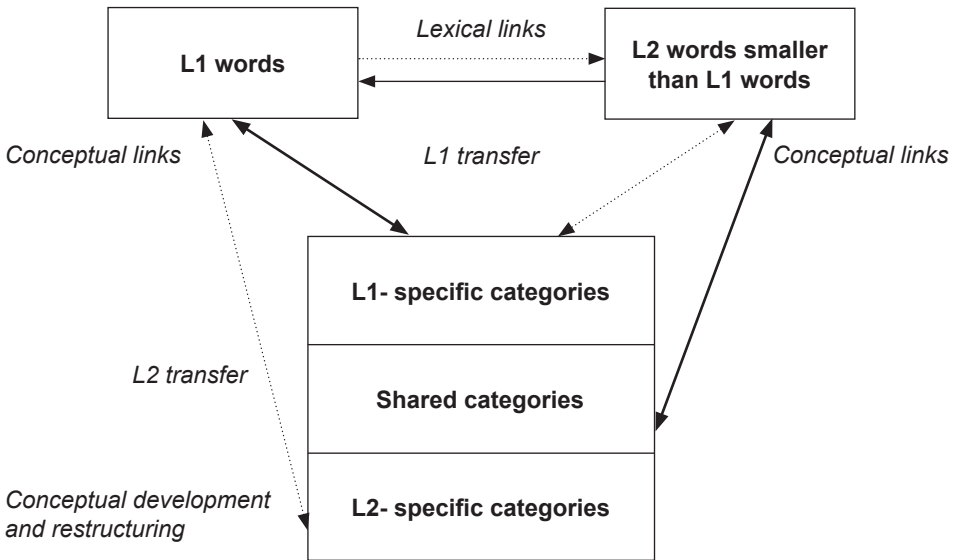 Lexical links
L1 words
L2 words smaller
than L1 words
Conceptual links
L1 transfer
Conceptual links
L1- specific categories
L2 transfer
Shared categories
Conceptual development
and restructuring
L2- specific categories